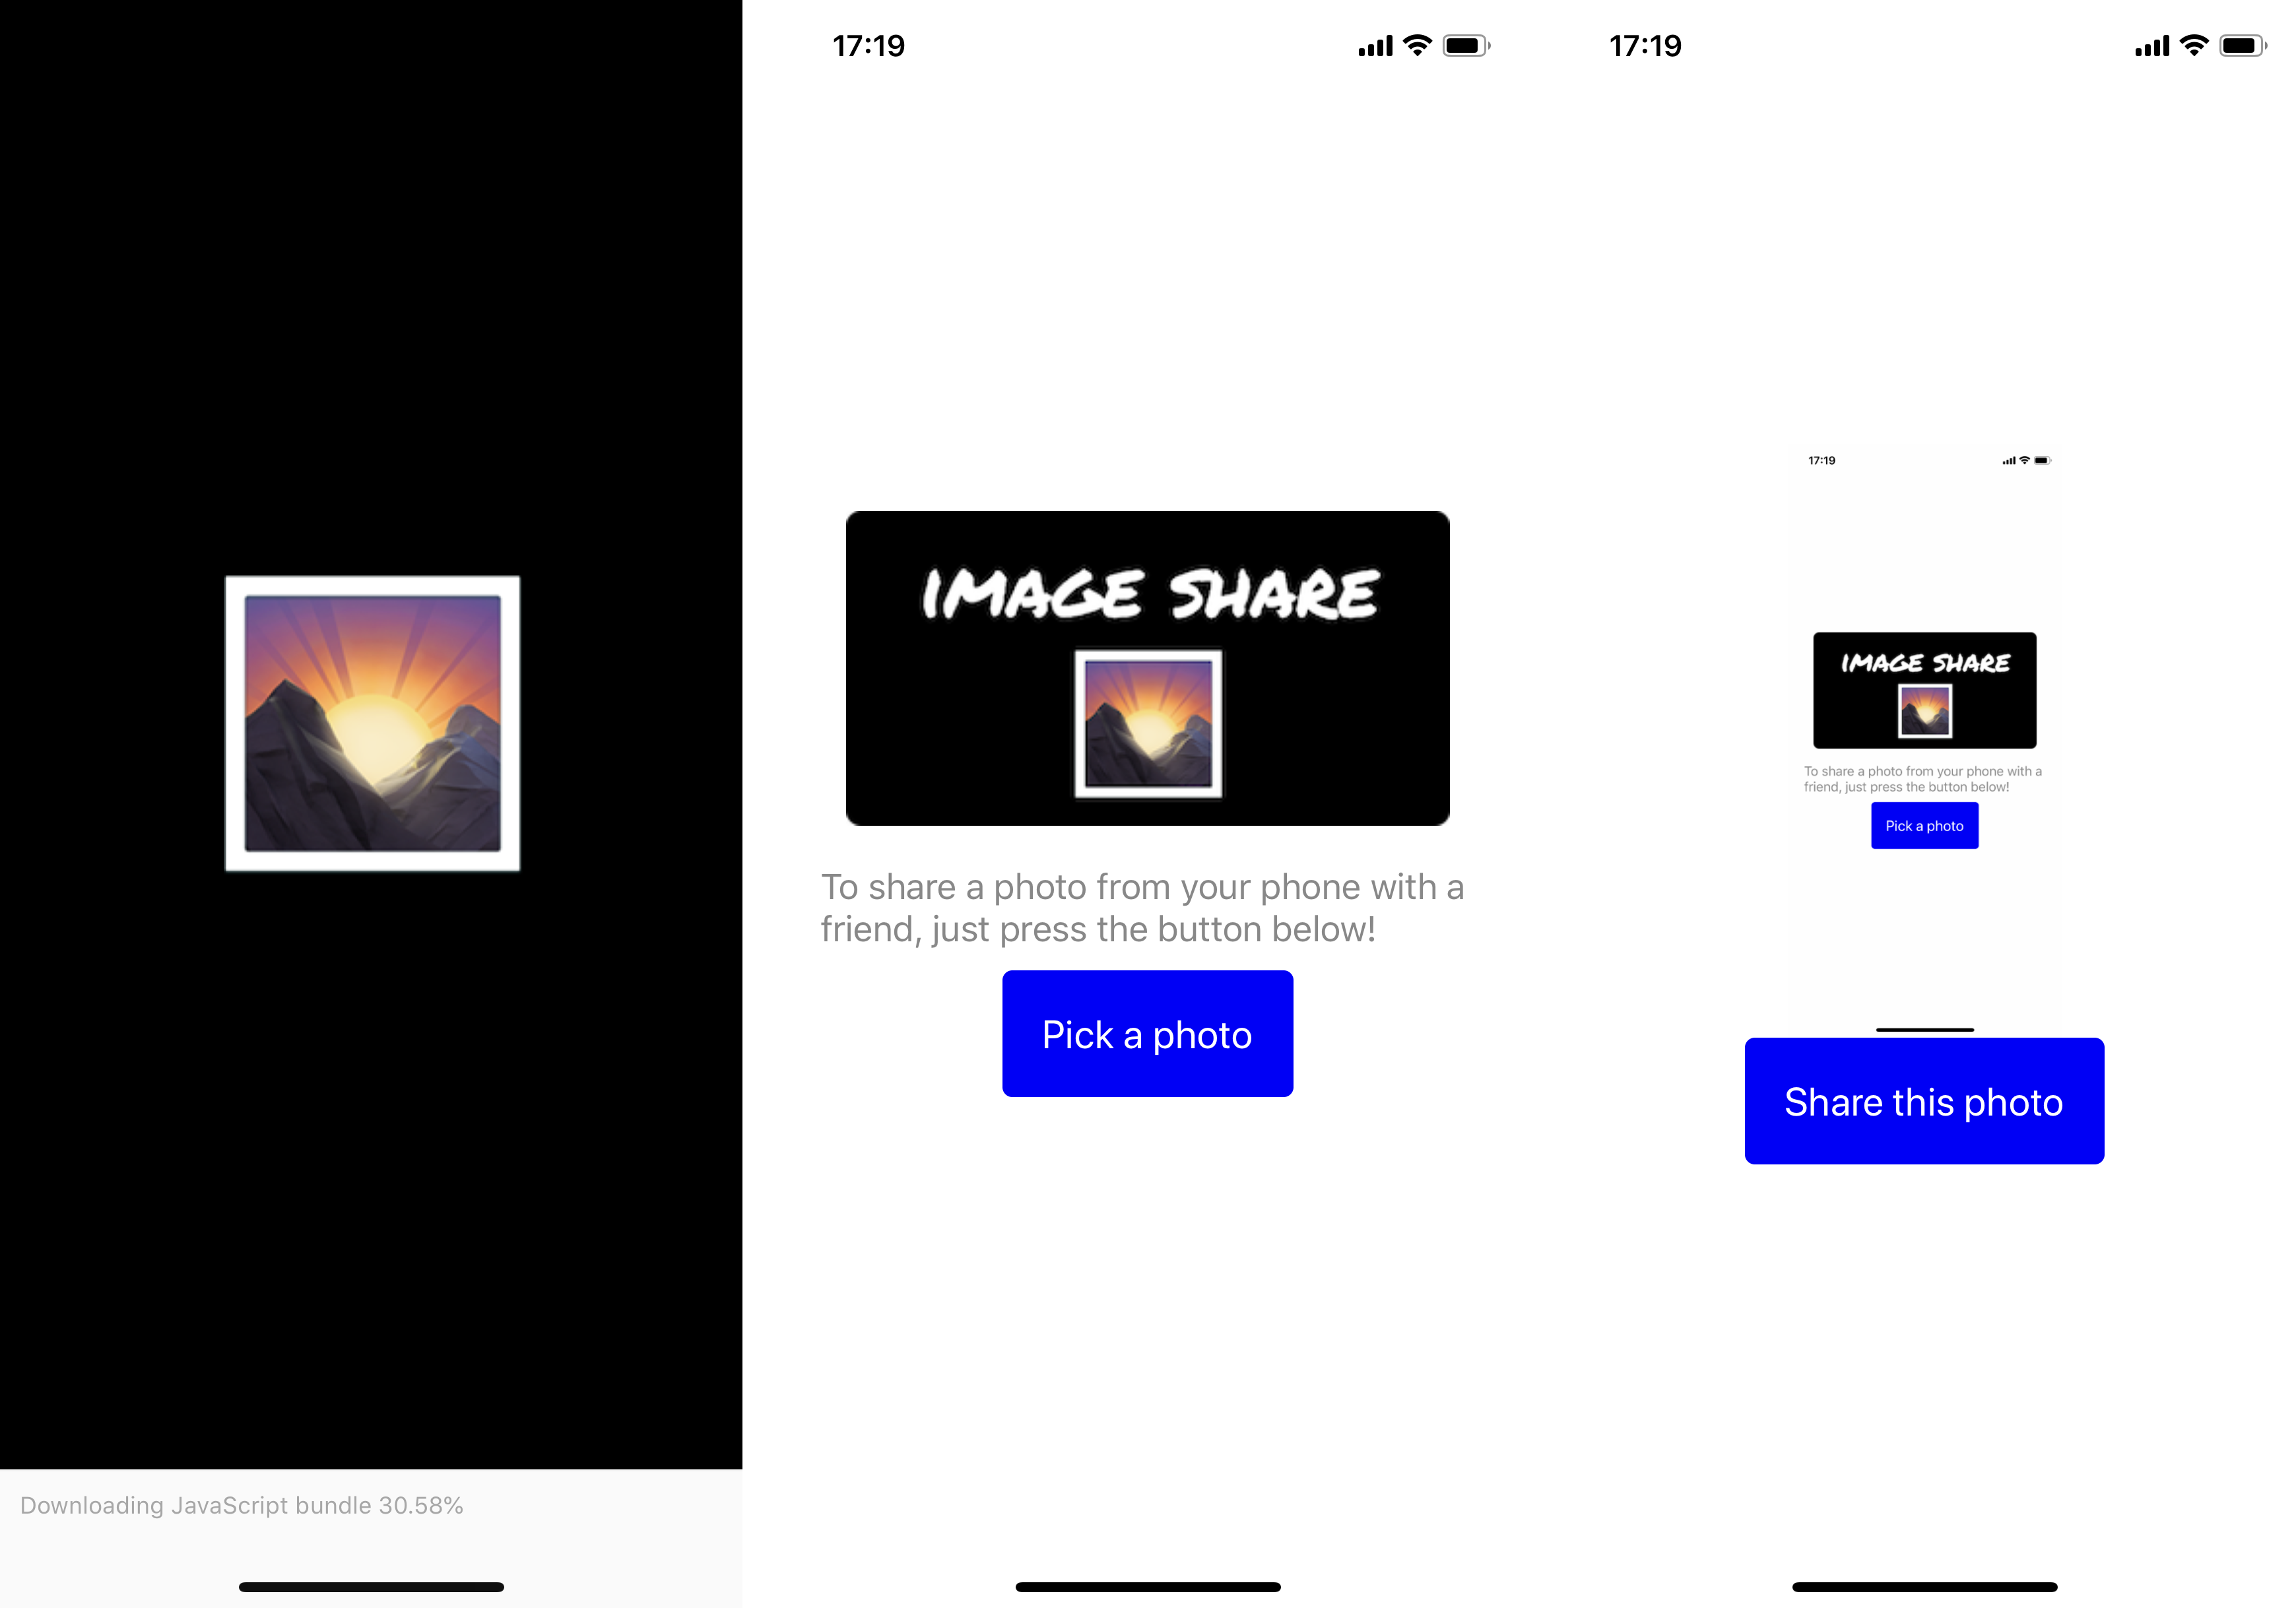 Downloading JavaScript bundle 30.58%
17:19
IMAGE SHARE
To share a photo from your phone with a
friend, just press the button below!
Pick a photo
17:19
17:19
IMAGE SHARE
To share a photo from your phone with a
friend, just press the button below!
Pick a photo
Share this photo